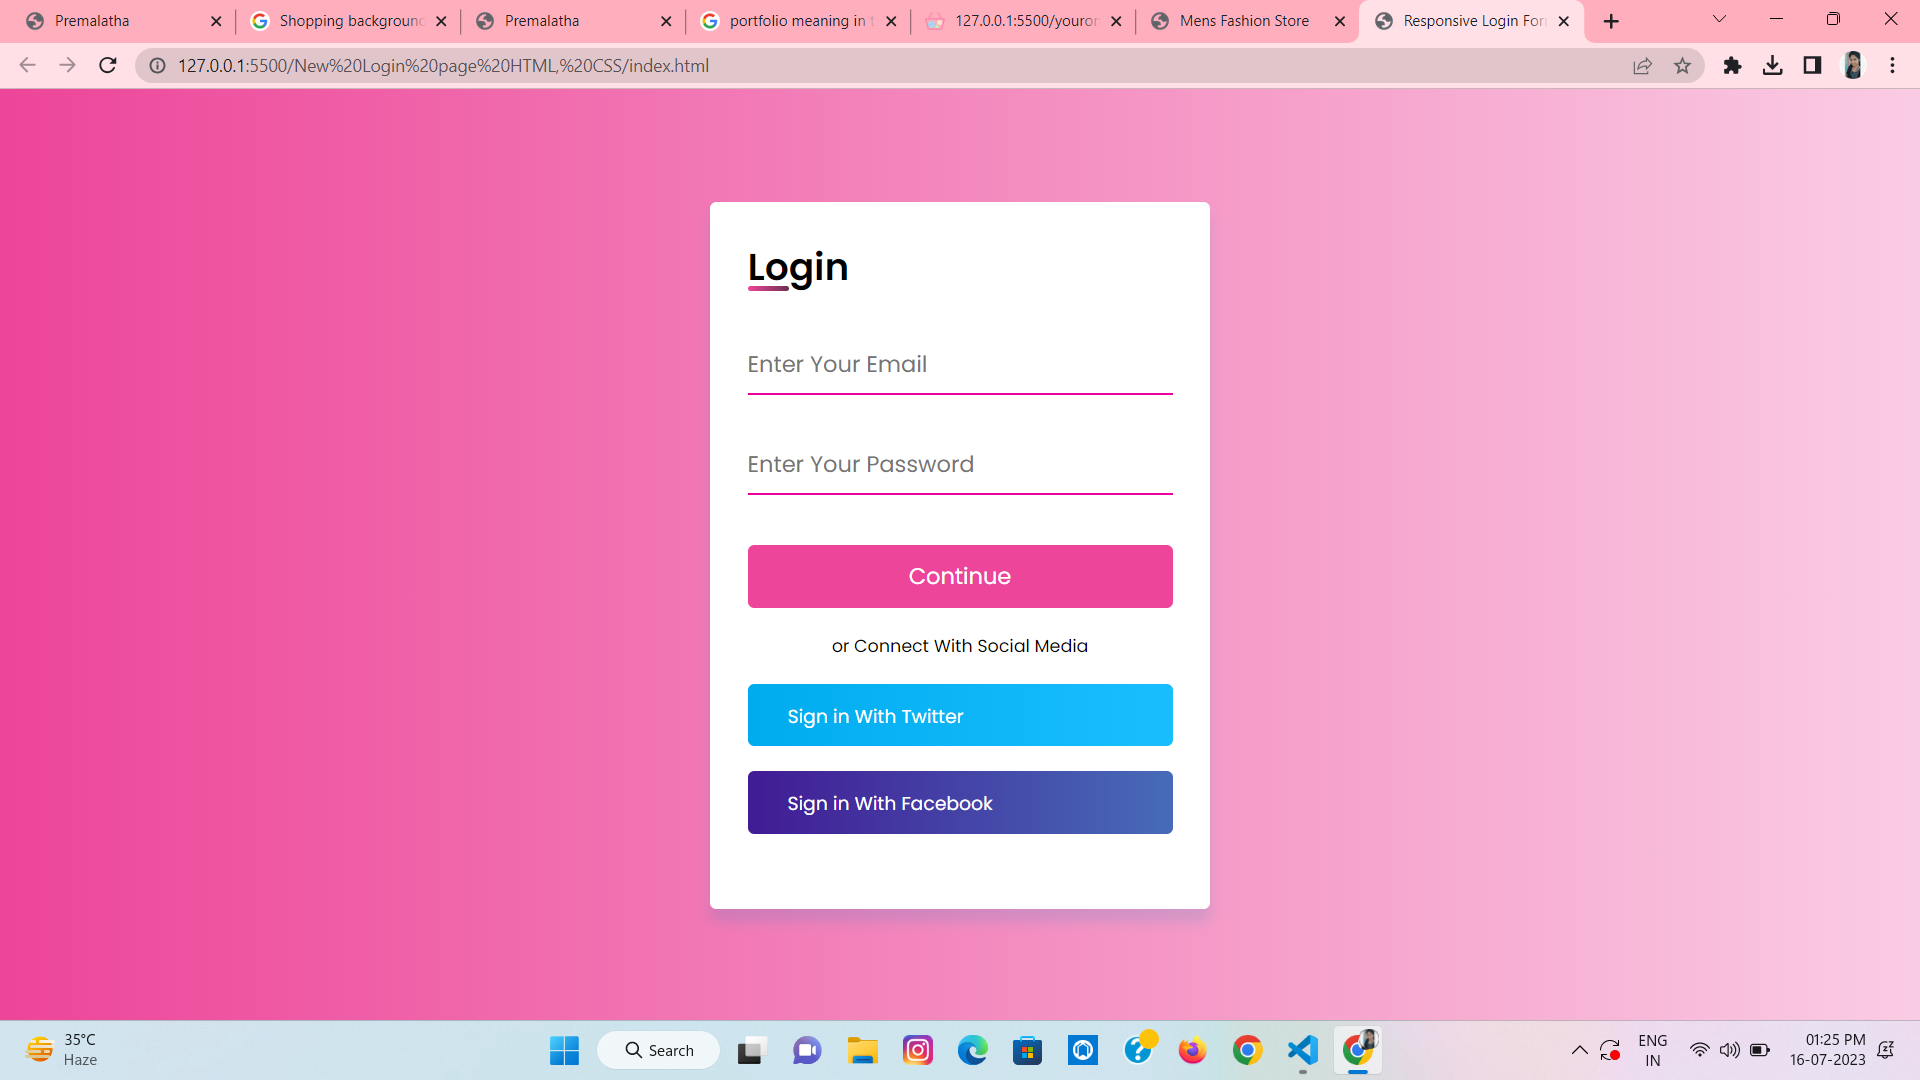 Premalatha
Shopping background
Premalatha
portfolio meaning in t
127.0.0.1:5500/youron
Mens Fashion Store
Responsive Login For
127.0.0.1:5500/New%20Login%20page%20HTML,%20CSS/index.html
Login
Enter Your Email
Enter Your Password
Continue
or Connect With Social Media
Sign in With Twitter
Sign in With Facebook
35°C
Haze
Search
ENG
IN
01:25 PM
16-07-2023